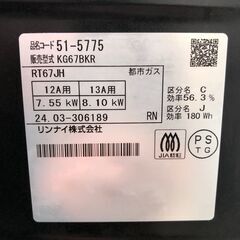 品名コード 51-5775
販売型式 KG67BKR
RT67JH 都市ガス
12A用 13A用
7.55 kW 8.10 kW
区分名 C
効率56.3 %
区分名 J
効率 180 Wh
24.03-306189 RN
リンナイ株式会社
JIA認証
PS
TG